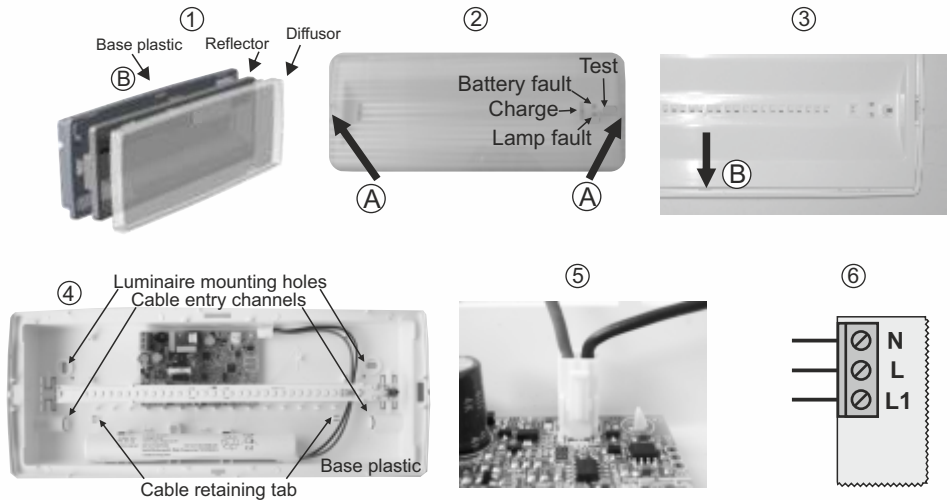 1
Base plastic
Reflector
Diffusor
B
2
Test
Battery fault
Charge
Lamp fault
A
A
3
B
4
Luminaire mounting holes
Cable entry channels
Base plastic
Cable retaining tab
5
6
N
L
L1